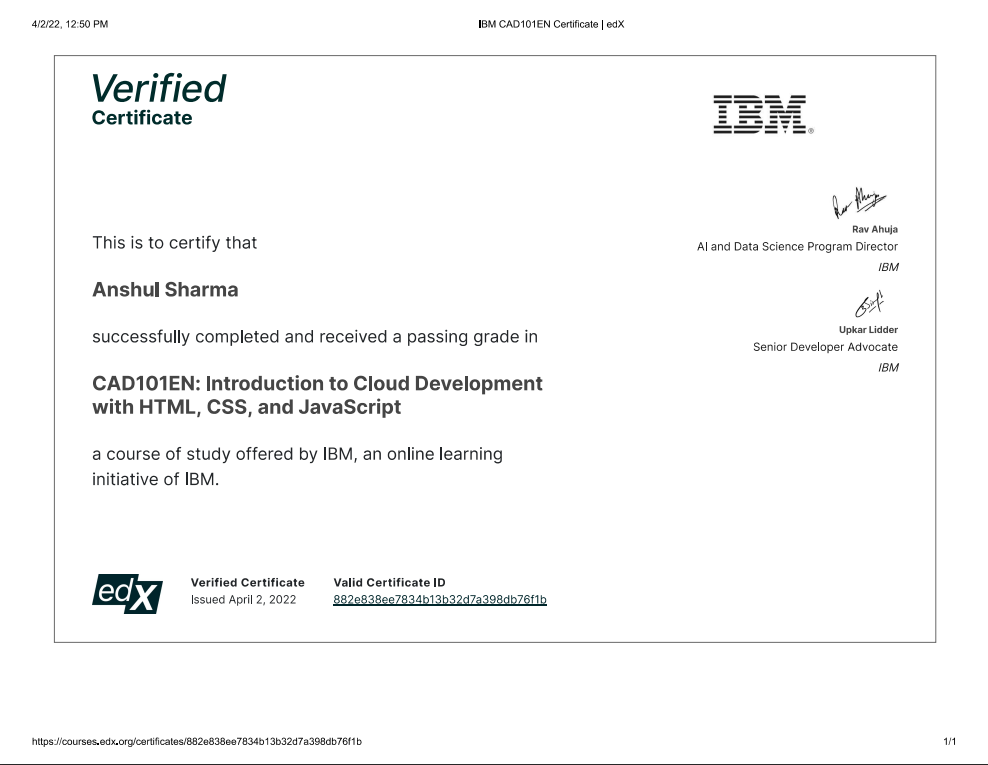 4/2/22, 12:50 PM
IBM CAD101EN Certificate | edX
Verified
Certificate
IBM®
This is to certify that
Anshul Sharma
successfully completed and received a passing grade in
CAD101EN: Introduction to Cloud Development
with HTML, CSS, and JavaScript
a course of study offered by IBM, an online learning
initiative of IBM.
Rav Ahuja
Rav Ahuja
AI and Data Science Program Director
IBM
Upkar Lidder
Senior Developer Advocate
IBM
edX
Verified Certificate
Issued April 2, 2022
Valid Certificate ID
882e838ee7834b13b32d7a398db76f1b
https://courses.edx.org/certificates/882e838ee7834b13b32d7a398db76f1b
1/1